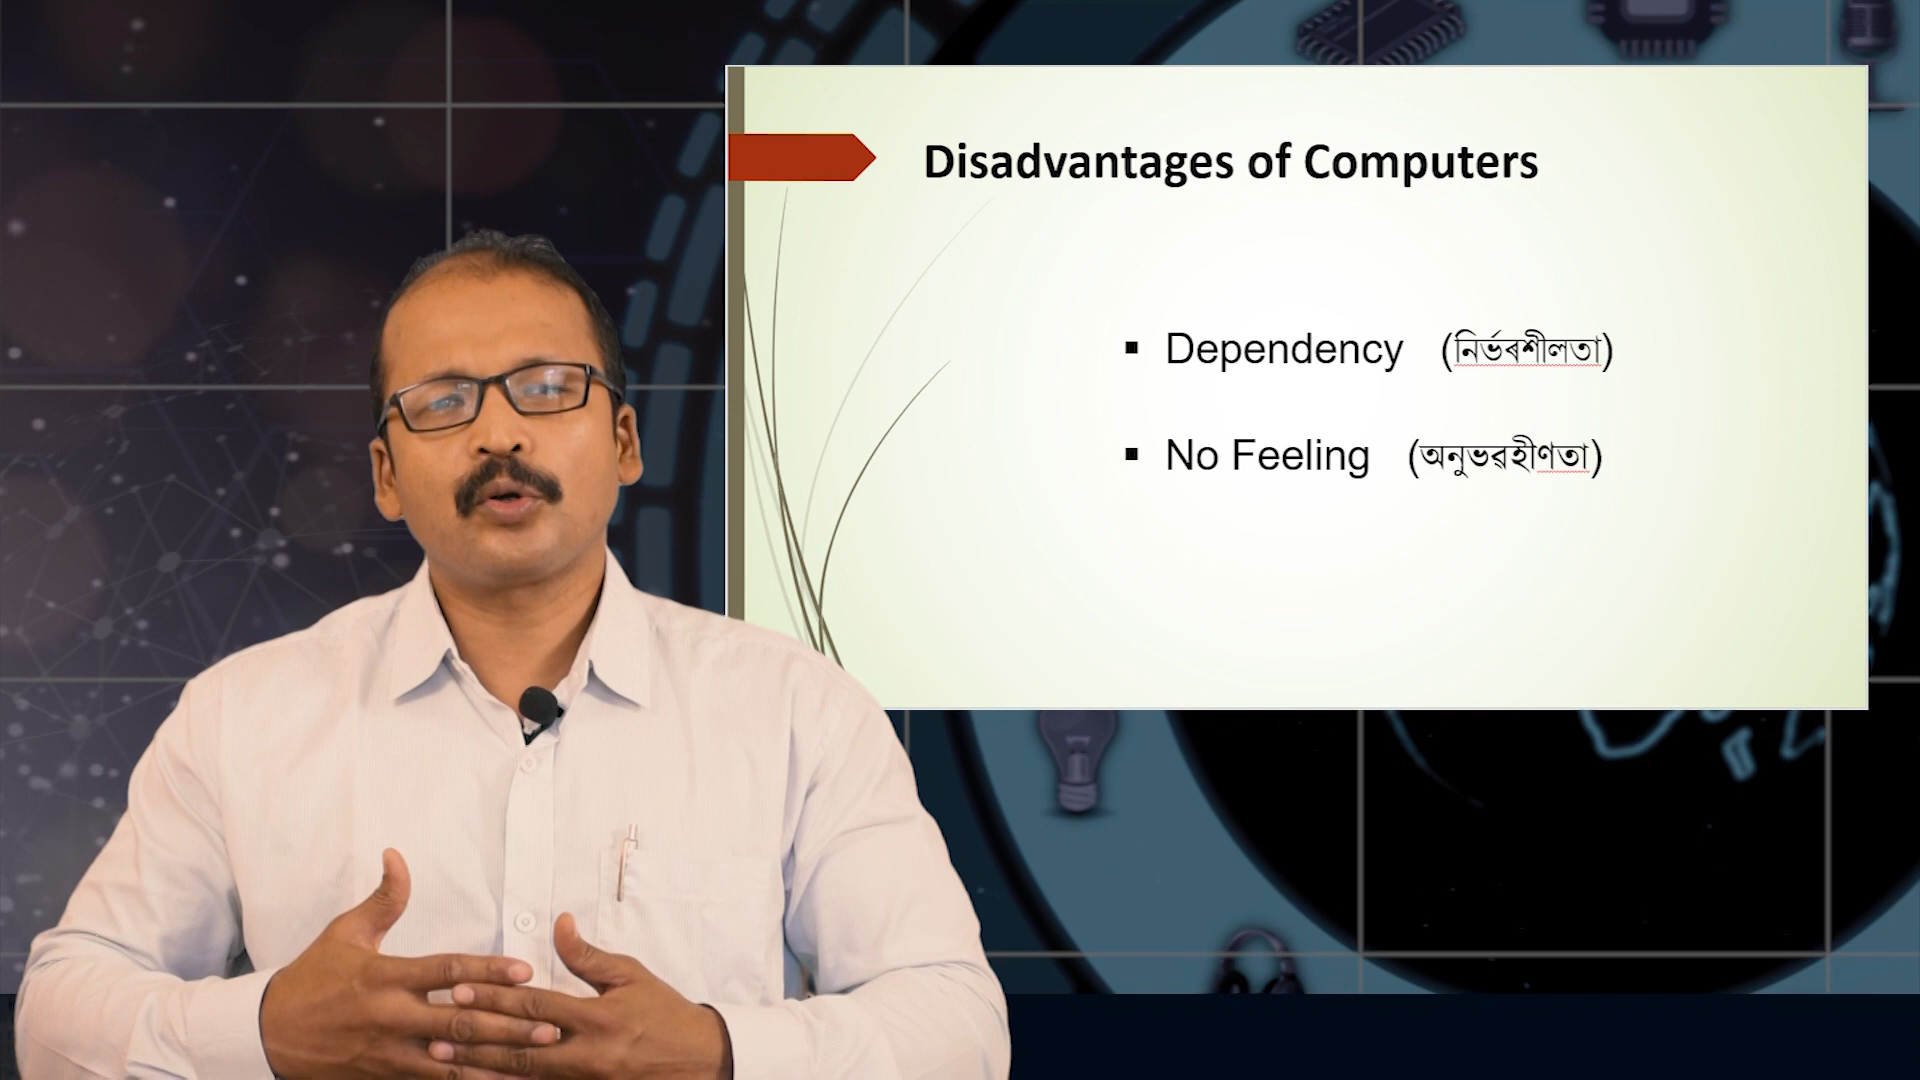 Disadvantages of Computers
▪ Dependency (নিৰ্ভৰশীলতা)
▪ No Feeling (অনুভৱহীণতা)